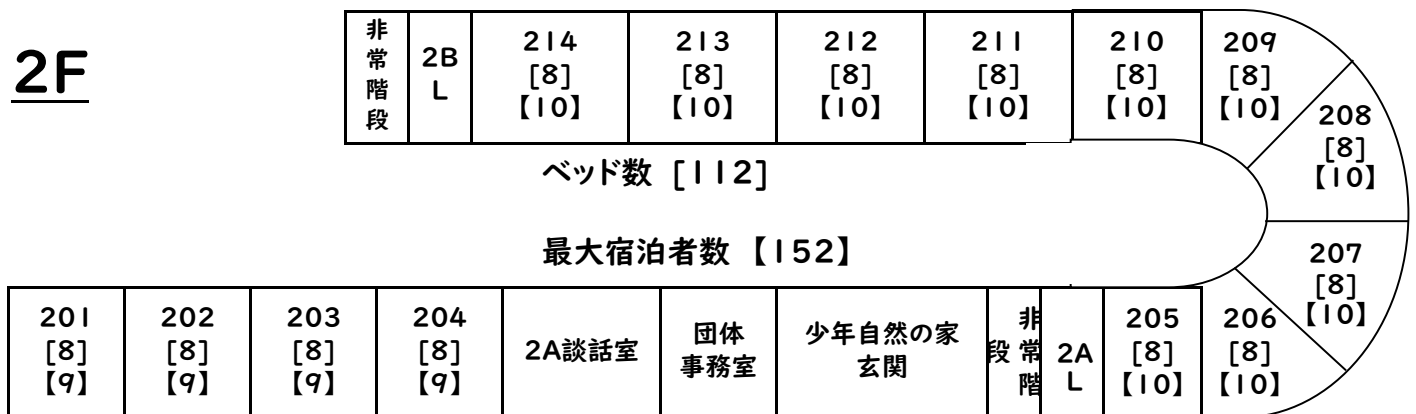 2F
非
常
階
段
2B
L
214
[8]
【10】
213
[8]
【10】
212
[8]
【10】
211
[8]
【10】
210
[8]
【10】
209
[8]
【10】
208
[8]
【10】
ベッド数 [112]
最大宿泊者数 【152】
207
[8]
【10】
201
[8]
【9】
202
[8]
【9】
203
[8]
【9】
204
[8]
【9】
2A談話室
団体
事務室
少年自然の家
玄関
非
常
階
段
2A
L
205
[8]
【10】
206
[8]
【10】